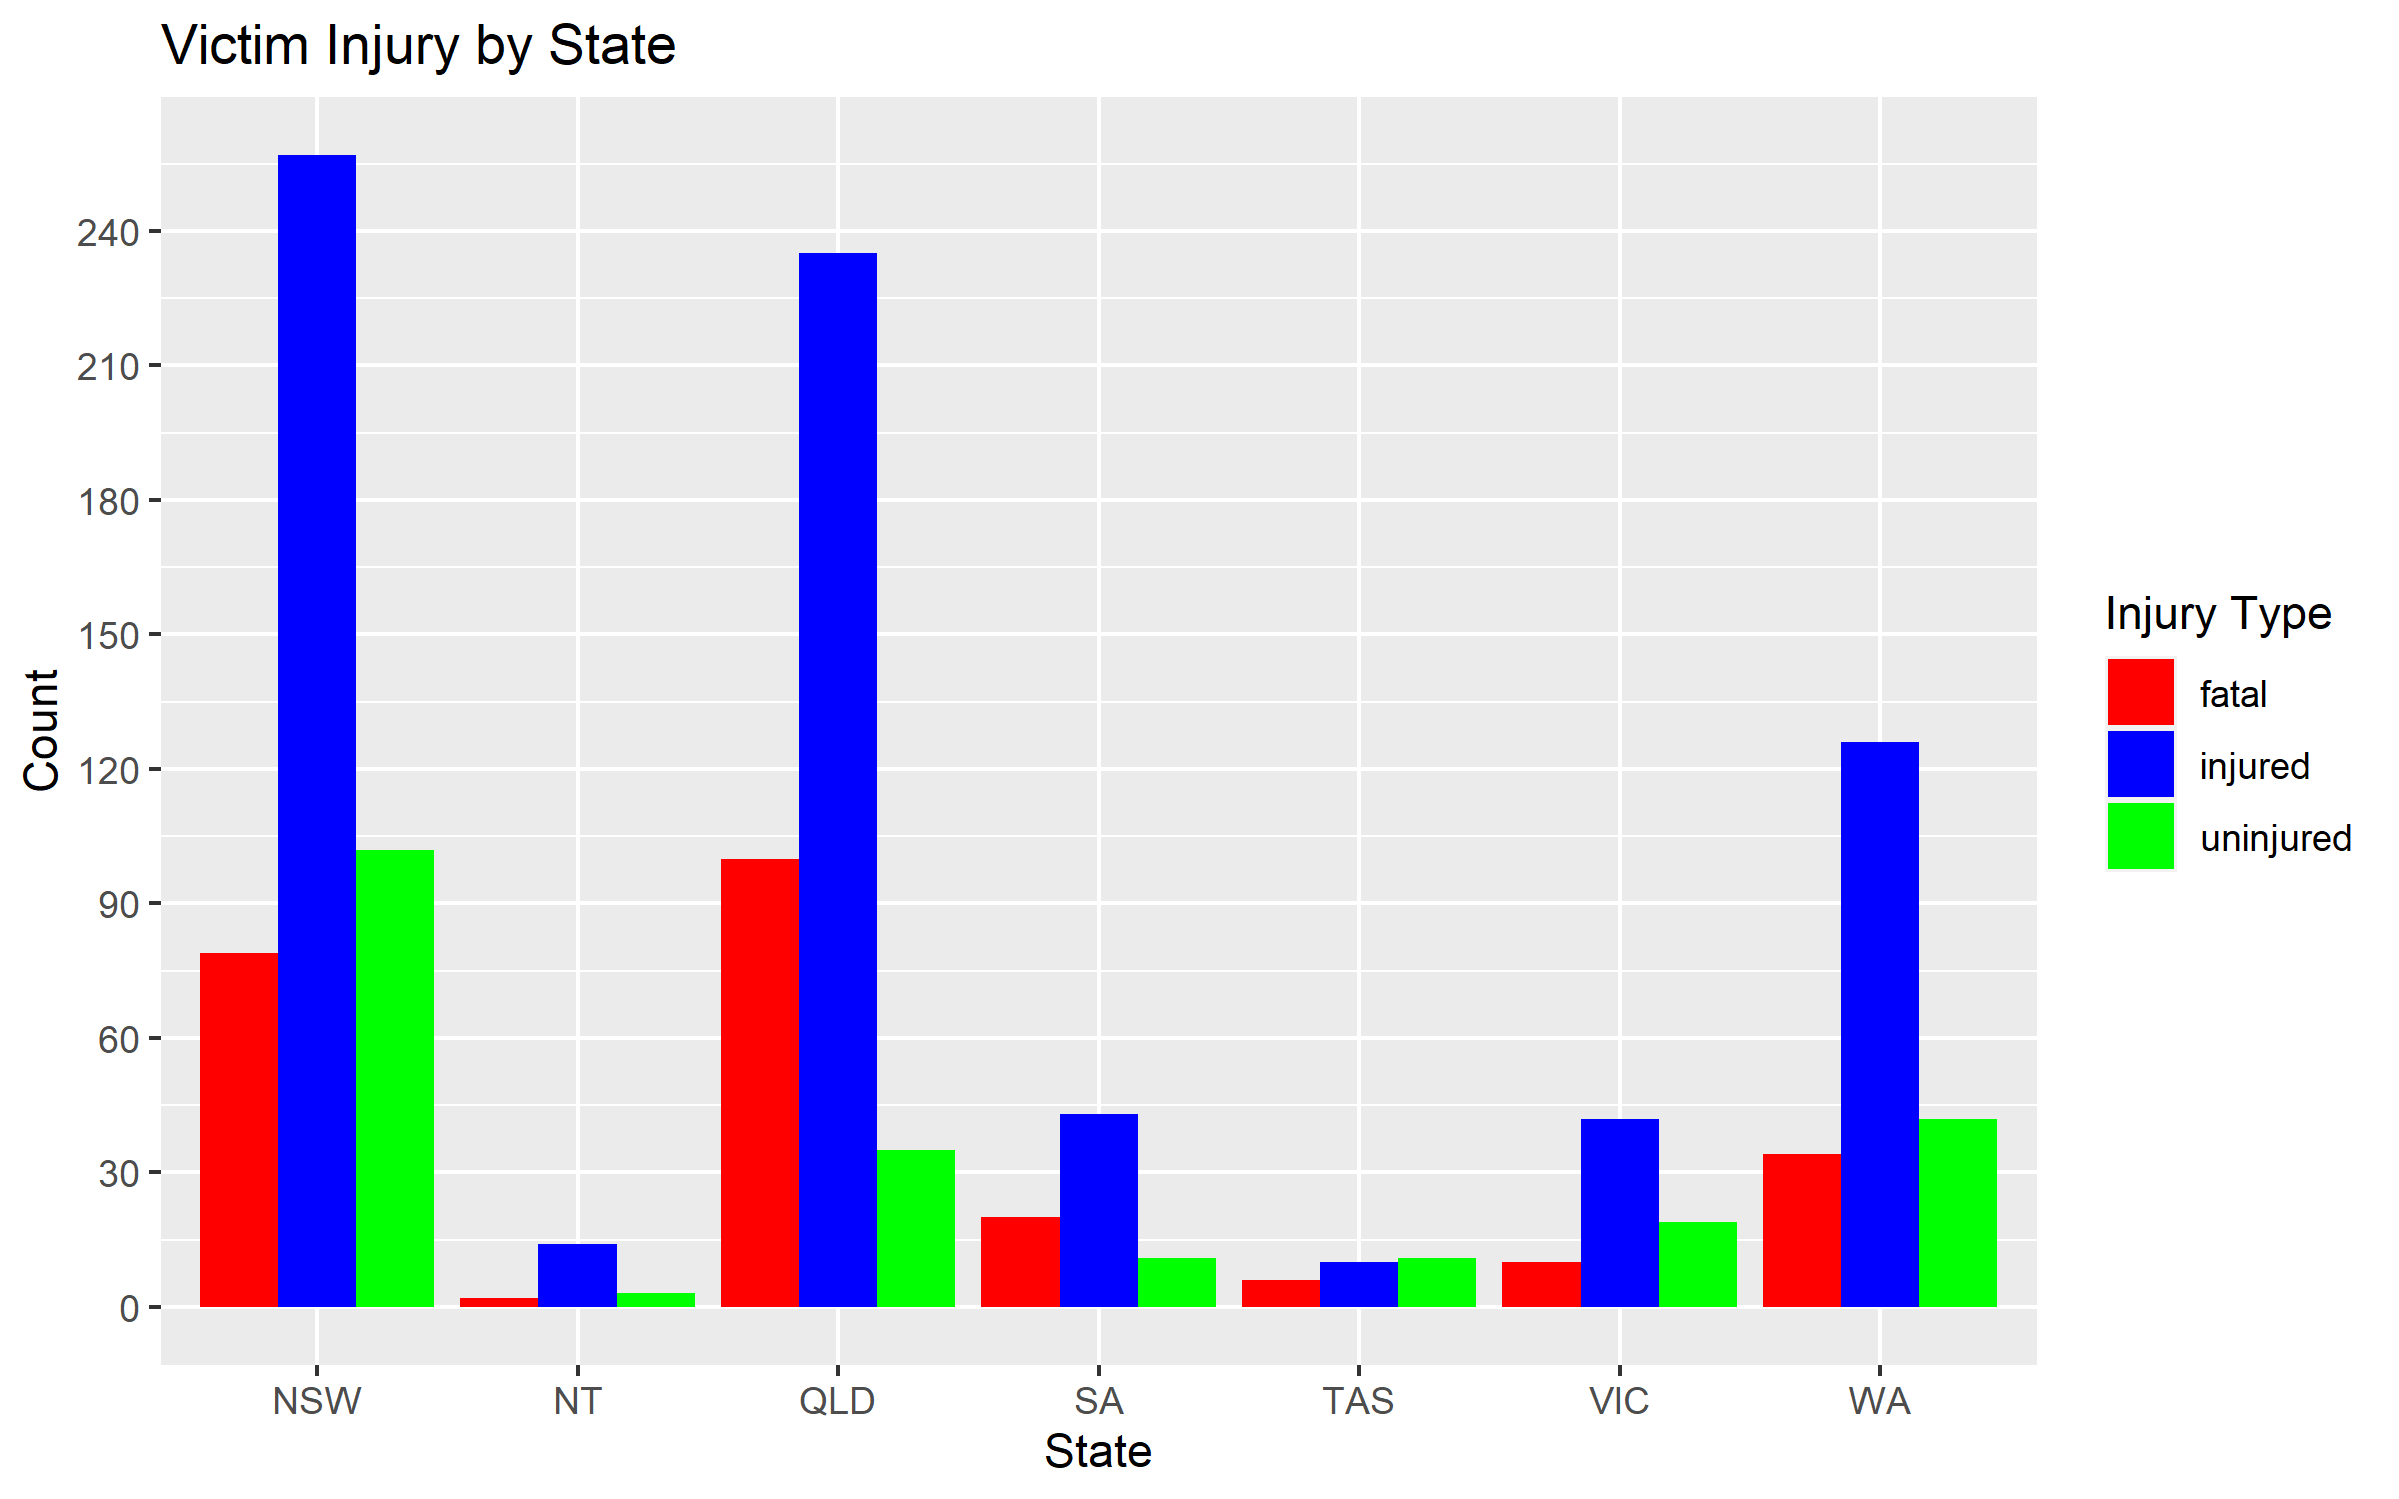 Victim Injury by State
Count
240
210
180
150
120
90
60
30
0
NSW NT QLD SA TAS VIC WA
State
Injury Type
fatal
injured
uninjured